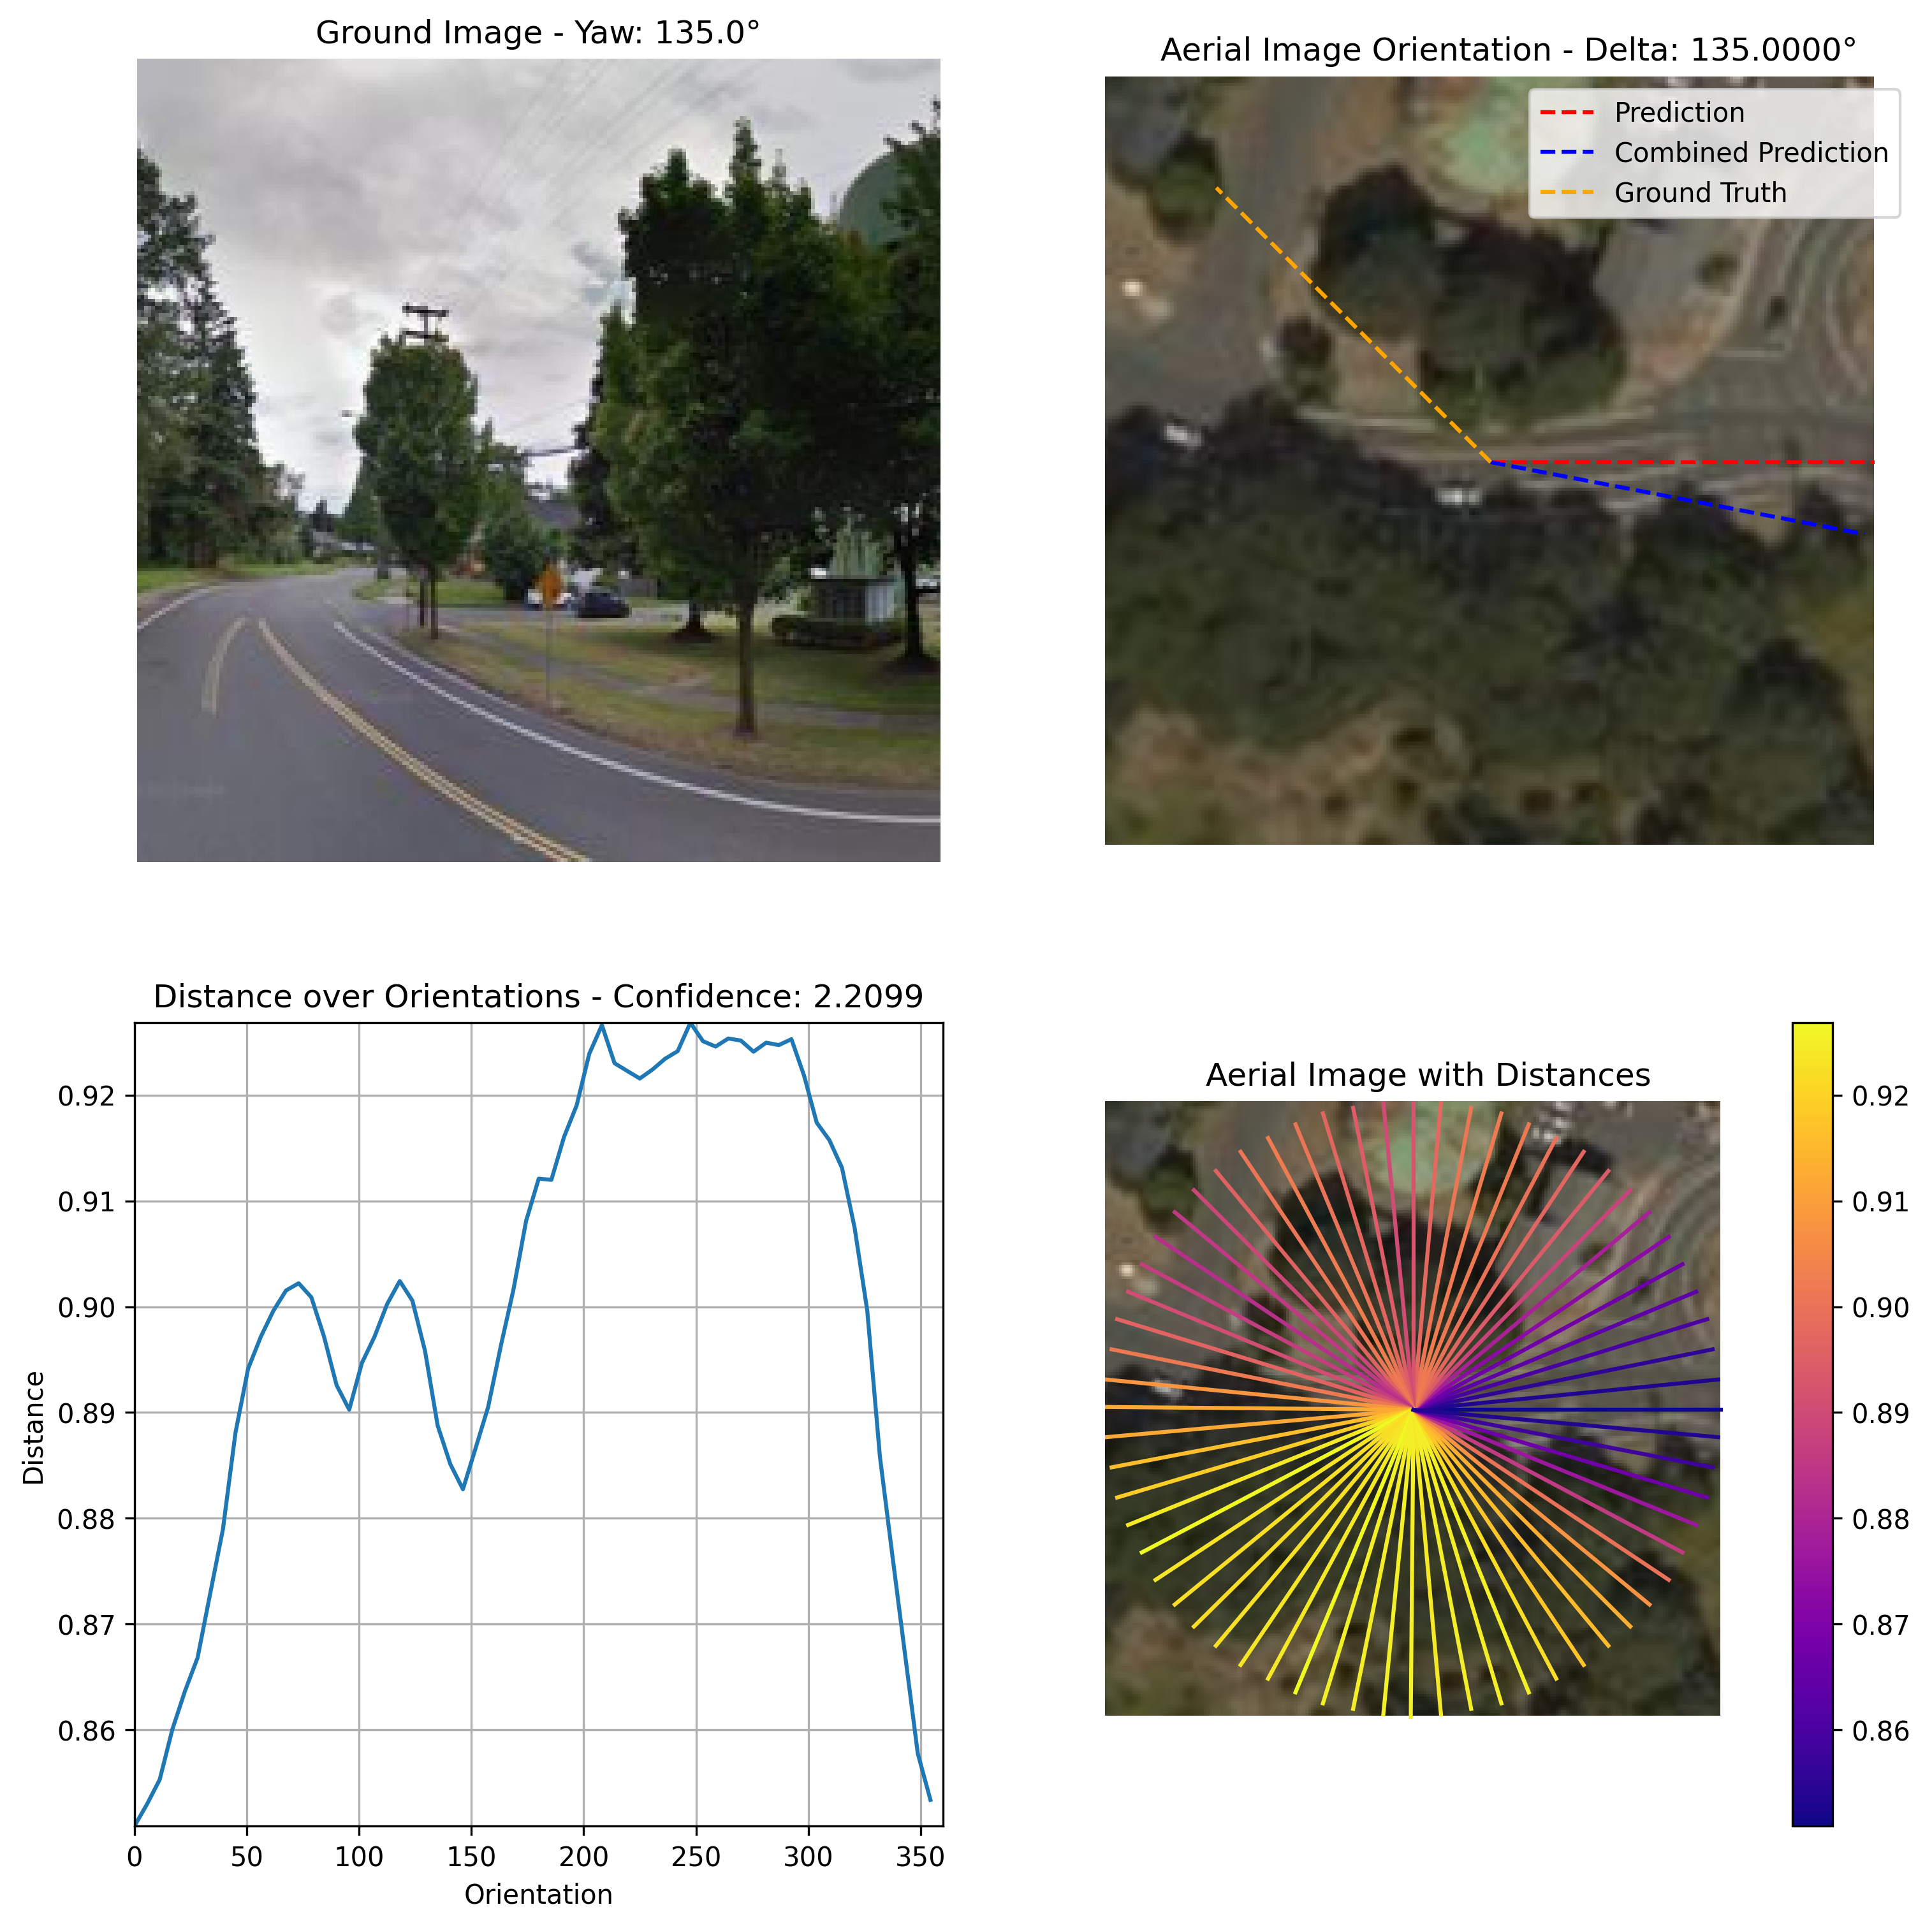 Ground Image - Yaw: 135.0°
Aerial Image Orientation - Delta: 135.0000°
Prediction
Combined Prediction
Ground Truth
Distance over Orientations - Confidence: 2.2099
0.92
0.91
0.90
0.89
0.88
0.87
0.86
Distance
0 50 100 150 200 250 300 350
Orientation
Aerial Image with Distances
0.92
0.91
0.90
0.89
0.88
0.87
0.86